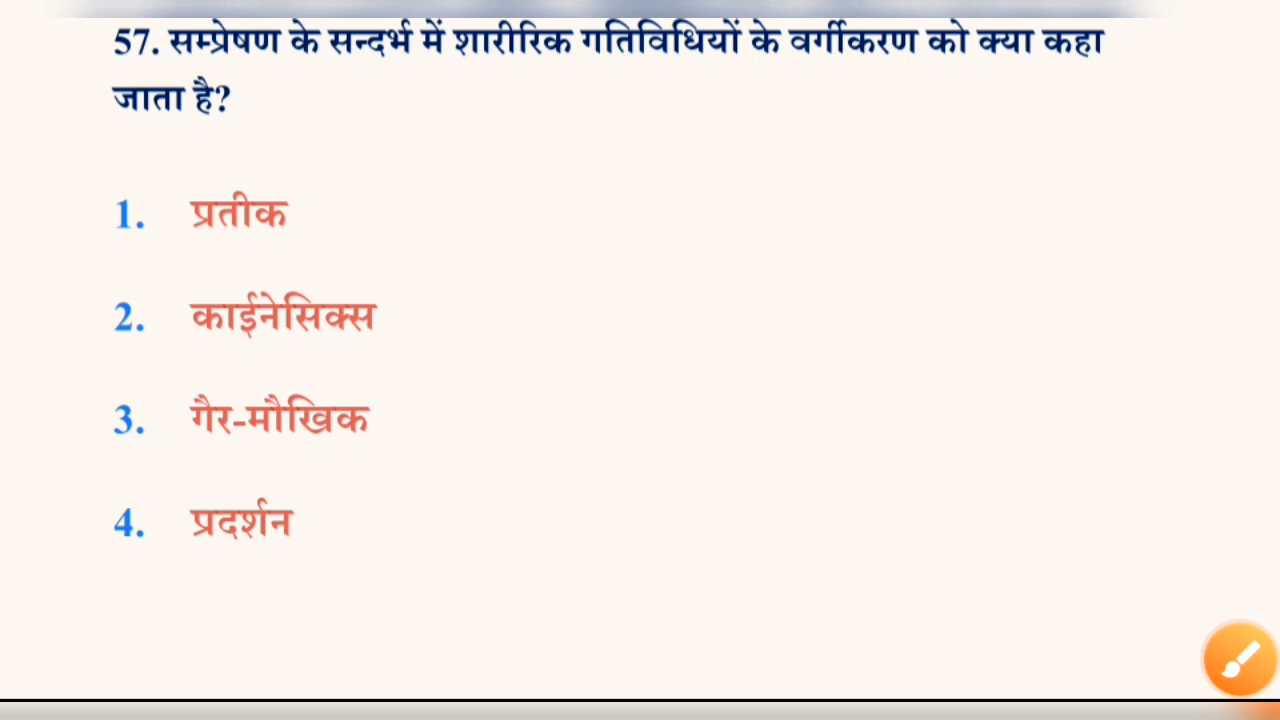 57. सम्प्रेषण के सन्दर्भ में शारीरिक गतिविधियों के वर्गीकरण को क्या कहा
जाता है?
1. प्रतीक
2. काईनेसिक्स
3. गैर-मौखिक
4. प्रदर्शन